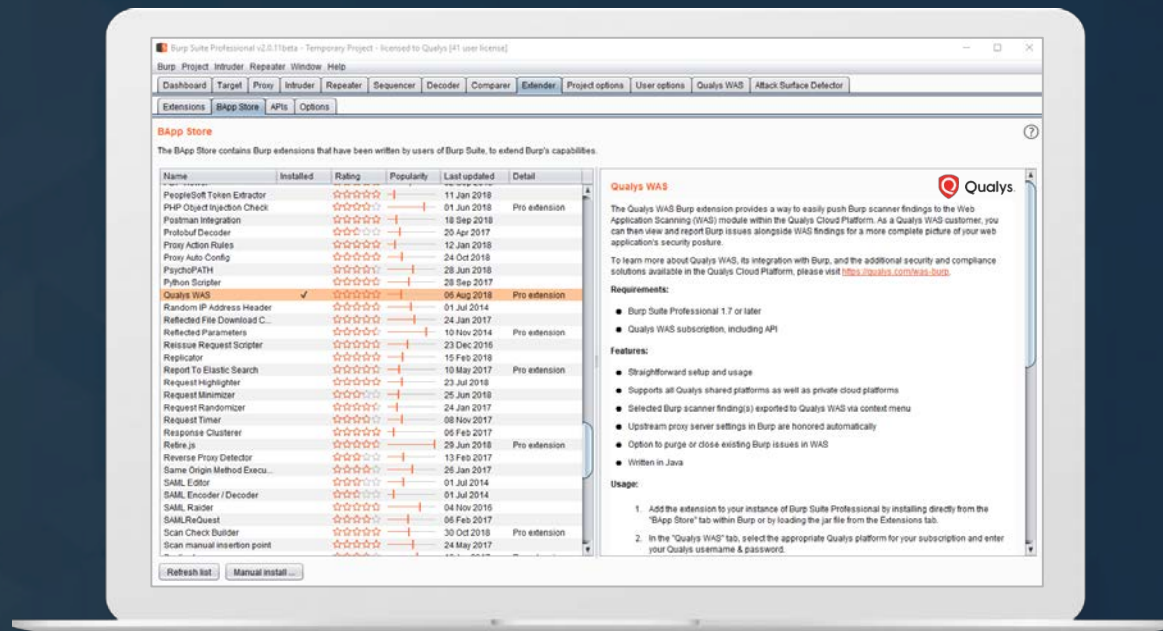 Burp Suite Professional v2.0.11beta - Temporary Project - licensed to Qualys [41 user license]
Burp Project Intruder Repeater Window Help
Dashboard Target Proxy Intruder Repeater Sequencer Decoder Comparer Extender Project options User options Qualys WAS Attack Surface Detector
Extensions BApp Store APIs Options
BApp Store
The BApp Store contains Burp extensions that have been written by users of Burp Suite, to extend Burp's capabilities.
Name Installed Rating Popularity Last updated Detail
PeopleSoft Token Extractor 11 Jan 2018
PHP Object Injection Check 01 Jun 2018 Pro extension
Postman Integration 18 Sep 2018
Protobuf Decoder 20 Apr 2017
Proxy Action Rules 12 Jan 2018
Proxy Auto Config 24 Oct 2018
PsychoPATH 28 Jun 2018
Python Scripter 28 Sep 2017
Qualys WAS ✓ 06 Aug 2018 Pro extension
Random IP Address Header 01 Jul 2014
Reflected File Download C... 24 Jan 2017
Reflected Parameters 10 Nov 2014 Pro extension
Reissue Request Scripter 23 Dec 2016
Replicator 15 Feb 2018
Report To Elastic Search 10 May 2017 Pro extension
Request Highlighter 23 Jul 2018
Request Minimizer 25 Jun 2018
Request Randomizer 24 Jan 2017
Request Timer 08 Nov 2017
Response Clusterer 06 Feb 2017
Retire.js 29 Jun 2018 Pro extension
Reverse Proxy Detector 13 Feb 2017
Same Origin Method Execu... 26 Jan 2017
SAML Editor 01 Jul 2014
SAML Encoder / Decoder 01 Jul 2014
SAML Raider 04 Nov 2016
SAMLReQuest 06 Feb 2017
Scan Check Builder 30 Oct 2018 Pro extension
Scan manual insertion point 24 May 2017
Refresh list Manual install ...
Qualys WAS
Qualys.
The Qualys WAS Burp extension provides a way to easily push Burp scanner findings to the Web
Application Scanning (WAS) module within the Qualys Cloud Platform. As a Qualys WAS customer, you
can then view and report Burp issues alongside WAS findings for a more complete picture of your web
application's security posture.
To learn more about Qualys WAS, its integration with Burp, and the additional security and compliance
solutions available in the Qualys Cloud Platform, please visit https://qualys.com/was-burp.
Requirements:
● Burp Suite Professional 1.7 or later
● Qualys WAS subscription, including API
Features:
● Straightforward setup and usage
● Supports all Qualys shared platforms as well as private cloud platforms
● Selected Burp scanner finding(s) exported to Qualys WAS via context menu
● Upstream proxy server settings in Burp are honored automatically
● Option to purge or close existing Burp issues in WAS
● Written in Java
Usage:
1. Add the extension to your instance of Burp Suite Professional by installing directly from the
"BApp Store" tab within Burp or by loading the jar file from the Extensions tab.
2. In the "Qualys WAS" tab, select the appropriate Qualys platform for your subscription and enter
your Qualys username & password.